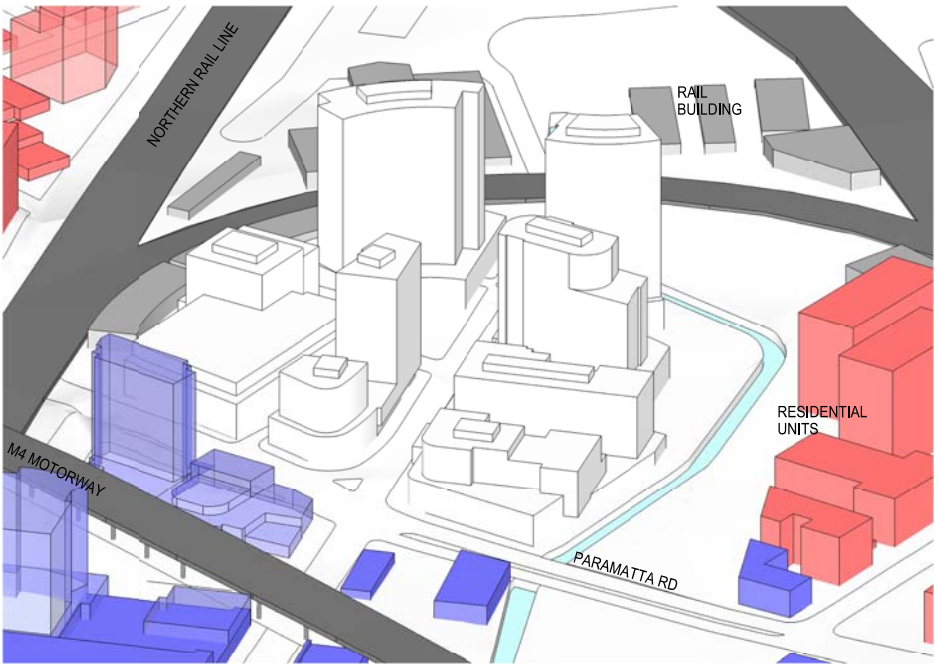 NORTHERN RAIL LINE
RAIL
BUILDING
RESIDENTIAL
UNITS
M4 MOTORWAY
PARAMATTA RD